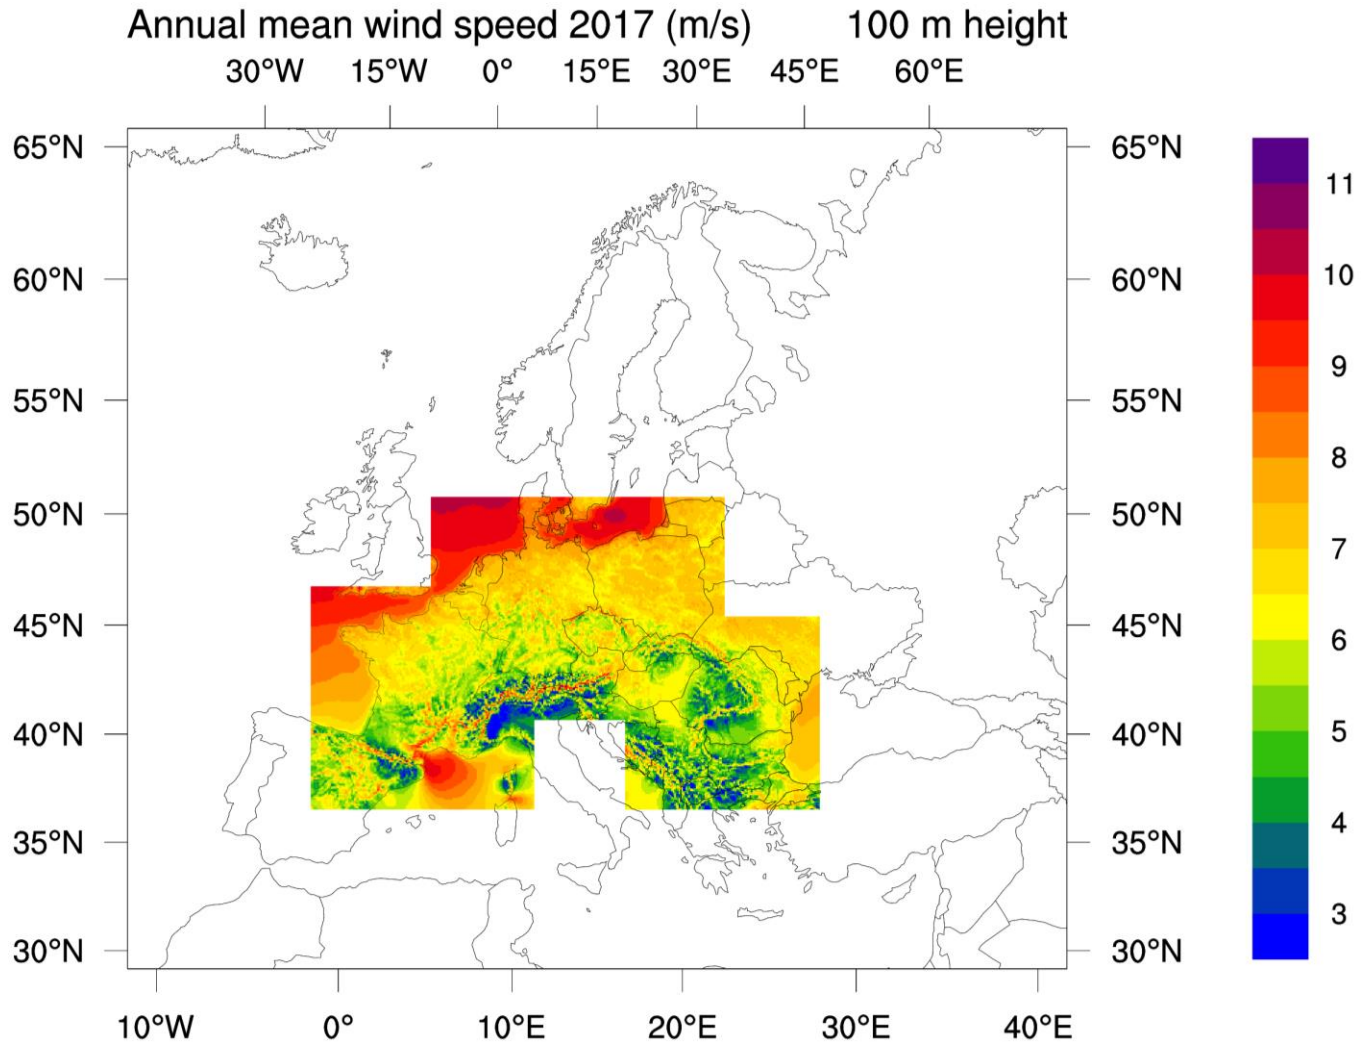 Annual mean wind speed 2017 (m/s) 100 m height
30°W 15°W 0° 15°E 30°E 45°E 60°E
65°N 65°N
11
60°N 60°N 10
9
55°N 55°N
8
50°N 50°N
7
45°N 45°N 6
40°N 40°N 5
4
35°N 35°N
3
30°N 30°N
10°W 0° 10°E 20°E 30°E 40°E